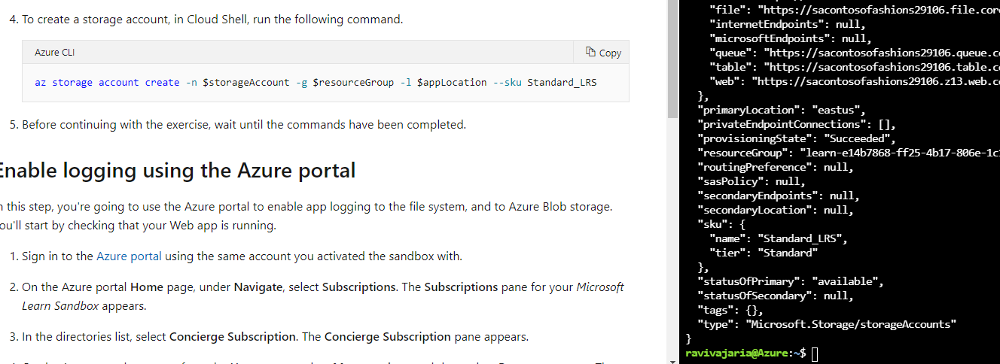 4. To create a storage account, in Cloud Shell, run the following command.
Azure CLI
Copy
az storage account create -n $storageAccount -g $resourceGroup -l $appLocation --sku Standard_LRS
5. Before continuing with the exercise, wait until the commands have been completed.
Enable logging using the Azure portal
n this step, you're going to use the Azure portal to enable app logging to the file system, and to Azure Blob storage.
ou'll start by checking that your Web app is running.
1. Sign in to the Azure portal using the same account you activated the sandbox with.
2. On the Azure portal Home page, under Navigate, select Subscriptions. The Subscriptions pane for your Microsoft
Learn Sandbox appears.
3. In the directories list, select Concierge Subscription. The Concierge Subscription pane appears.
"file": "https://sacontosofashions29106.file.cor
"internetEndpoints": null,
"microsoftEndpoints": null,
"queue": "https://sacontosofashions29106.queue.c
"table": "https://sacontosofashions29106.table.c
"web": "https://sacontosofashions29106.z13.web.c
},
"primaryLocation": "eastus",
"privateEndpointConnections": [],
"provisioningState": "Succeeded",
"resourceGroup": "learn-e14b7868-ff25-4b17-806e-1c
"routingPreference": null,
"sasPolicy": null,
"secondaryEndpoints": null,
"secondaryLocation": null,
"sku": {
"name": "Standard_LRS",
"tier": "Standard"
},
"statusOfPrimary": "available",
"statusOfSecondary": null,
"tags": {},
"type": "Microsoft.Storage/storageAccounts"
}
ravivajaria@Azure:~$